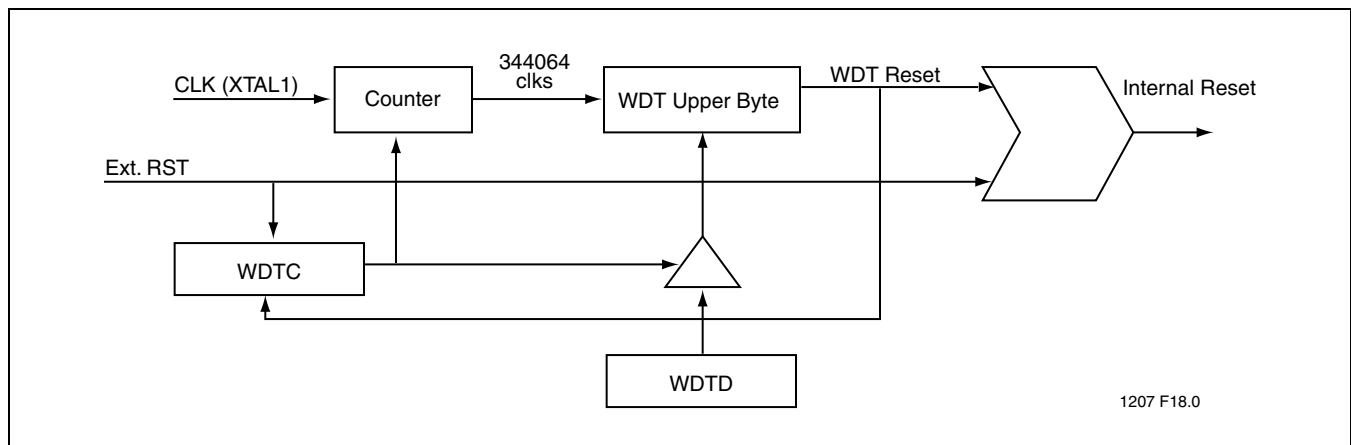 344064
clks
CLK (XTAL1)
Counter
WDT Upper Byte
WDT Reset
Internal Reset
Ext. RST
WDTC
WDTD
1207 F18.0